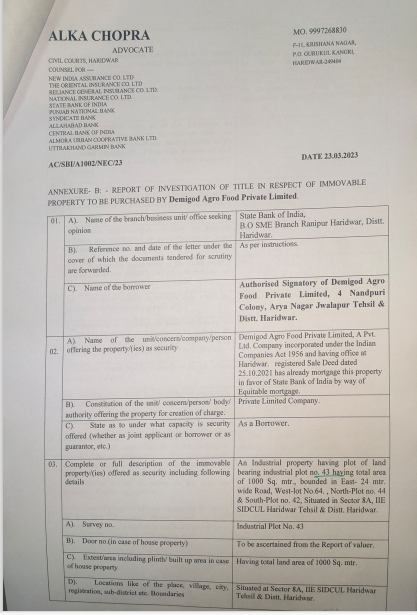 ALKA CHOPRA
ADVOCATE
MO. 9997268830
F-11, KRISHANA NAGAR,
P.O. GURUKUL KANGRI,
HARIDWAR-249404
CIVIL COURTS, HARIDWAR
COUNSEL FOR —
NEW INDIA ASSURANCE CO. LTD
THE ORIENTAL INSURANCE CO. LTD
RELIANCE GENERAL INSURANCE CO. LTD.
NATIONAL INSURANCE CO. LTD
STATE BANK OF INDIA
PUNJAB NATIONAL BANK
SYNDICATE BANK
ALLAHABAD BANK
CENTRAL BANK OF INDIA
ALMORA URBAN COOPRATIVE BANK LTD.
UTTRAKHAND GARMIN BANK
AC/SBI/A1002/NEC/23
DATE 23.03.2023
ANNEXURE- B: - REPORT OF INVESTIGATION OF TITLE IN RESPECT OF IMMOVABLE
PROPERTY TO BE PURCHASED BY Demigod Agro Food Private Limited.
01. A). Name of the branch/business unit/ office seeking
opinion
State Bank of India,
B.O SME Branch Ranipur Haridwar, Distt.
Haridwar.
B). Reference no. and date of the letter under the
cover of which the documents tendered for scrutiny
are forwarded.
As per instructions.
C). Name of the borrower
Authorised Signatory of Demigod Agro
Food Private Limited, 4 Nandpuri
Colony, Arya Nagar Jwalapur Tehsil &
Distt. Haridwar.
02. A). Name of the unit/concern/company/person
offering the property/(ies) as security
Demigod Agro Food Private Limited, A Pvt.
Ltd. Company incorporated under the Indian
Companies Act 1956 and having office at
Haridwar. registered Sale Deed dated
25.10.2021 has already mortgage this property
in favor of State Bank of India by way of
Equitable mortgage.
B). Constitution of the unit/ concern/person/ body/
authority offering the property for creation of charge.
Private Limited Company.
C). State as to under what capacity is security
offered (whether as joint applicant or borrower or as
guarantor, etc.)
As a Borrower.
03. Complete or full description of the immovable
property/(ies) offered as security including following
details
An Industrial property having plot of land
bearing industrial plot no. 43 having total area
of 1000 Sq. mtr., bounded in East- 24 mtr.
wide Road, West-lot No.64. , North-Plot no. 44
& South-Plot no. 42, Situated in Sector 8A, IIE
SIDCUL Haridwar Tehsil & Distt. Haridwar.
A). Survey no.
Industrial Plot No. 43
B). Door no.(in case of house property)
To be ascertained from the Report of valuer.
C). Extent/area including plinth/ built up area in case
of house property
Having total land area of 1000 Sq. mtr.
D). Locations like of the place, village, city,
registration, sub-district etc. Boundaries
Situated at Sector 8A, IIE SIDCUL Haridwar
Tehsil & Distt. Haridwar.